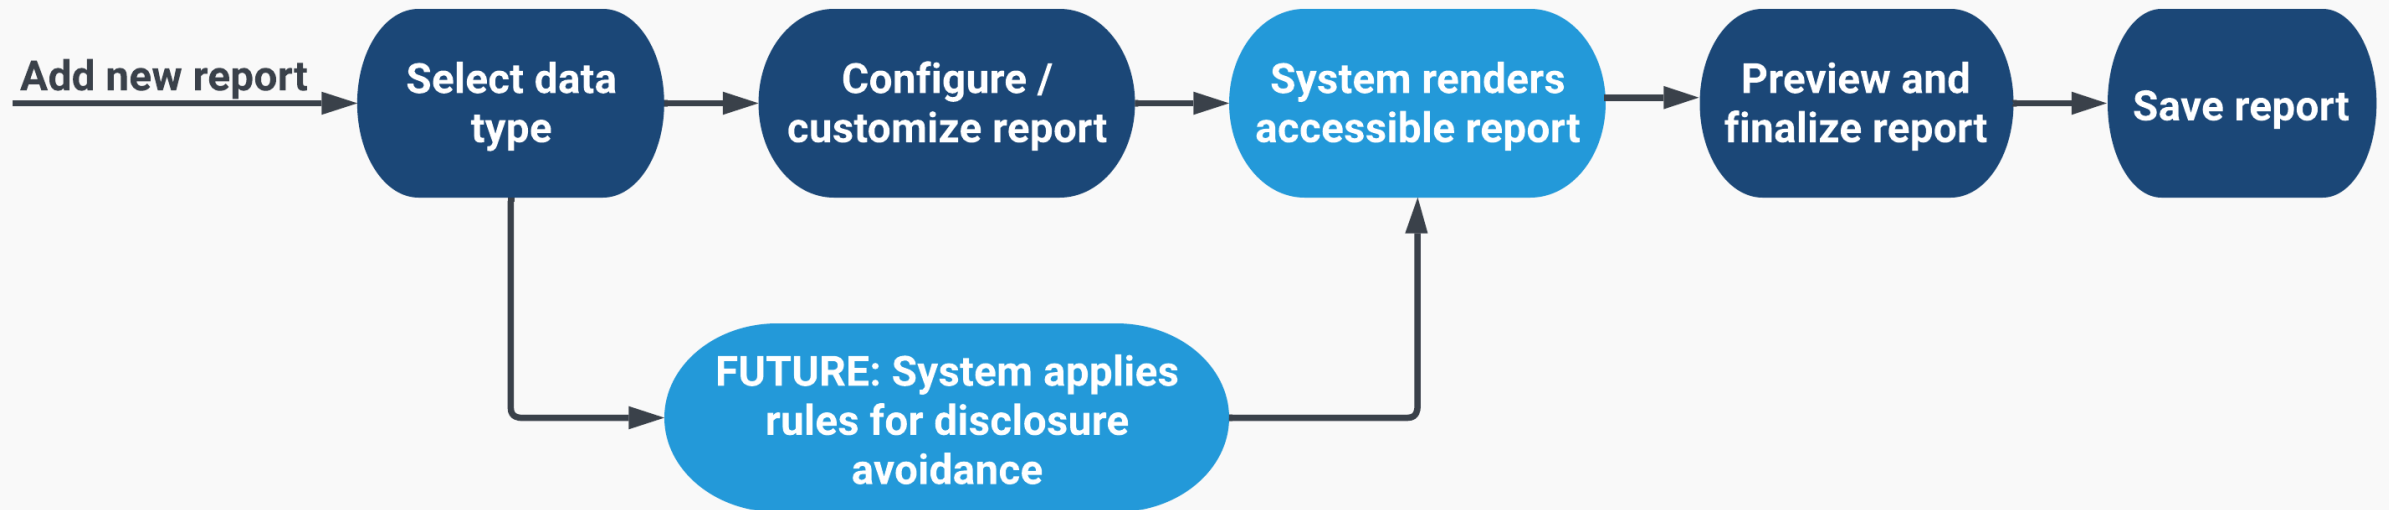 Add new report
Select data
type
Configure /
customize report
System renders
accessible report
Preview and
finalize report
Save report
FUTURE: System applies
rules for disclosure
avoidance